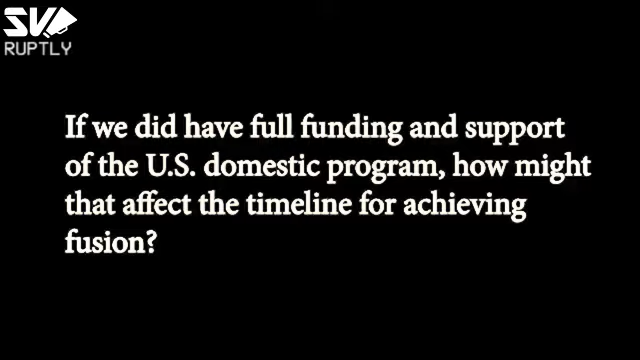 SV
RUPTLY
If we did have full funding and support
of the U.S. domestic program, how might
that affect the timeline for achieving
fusion?